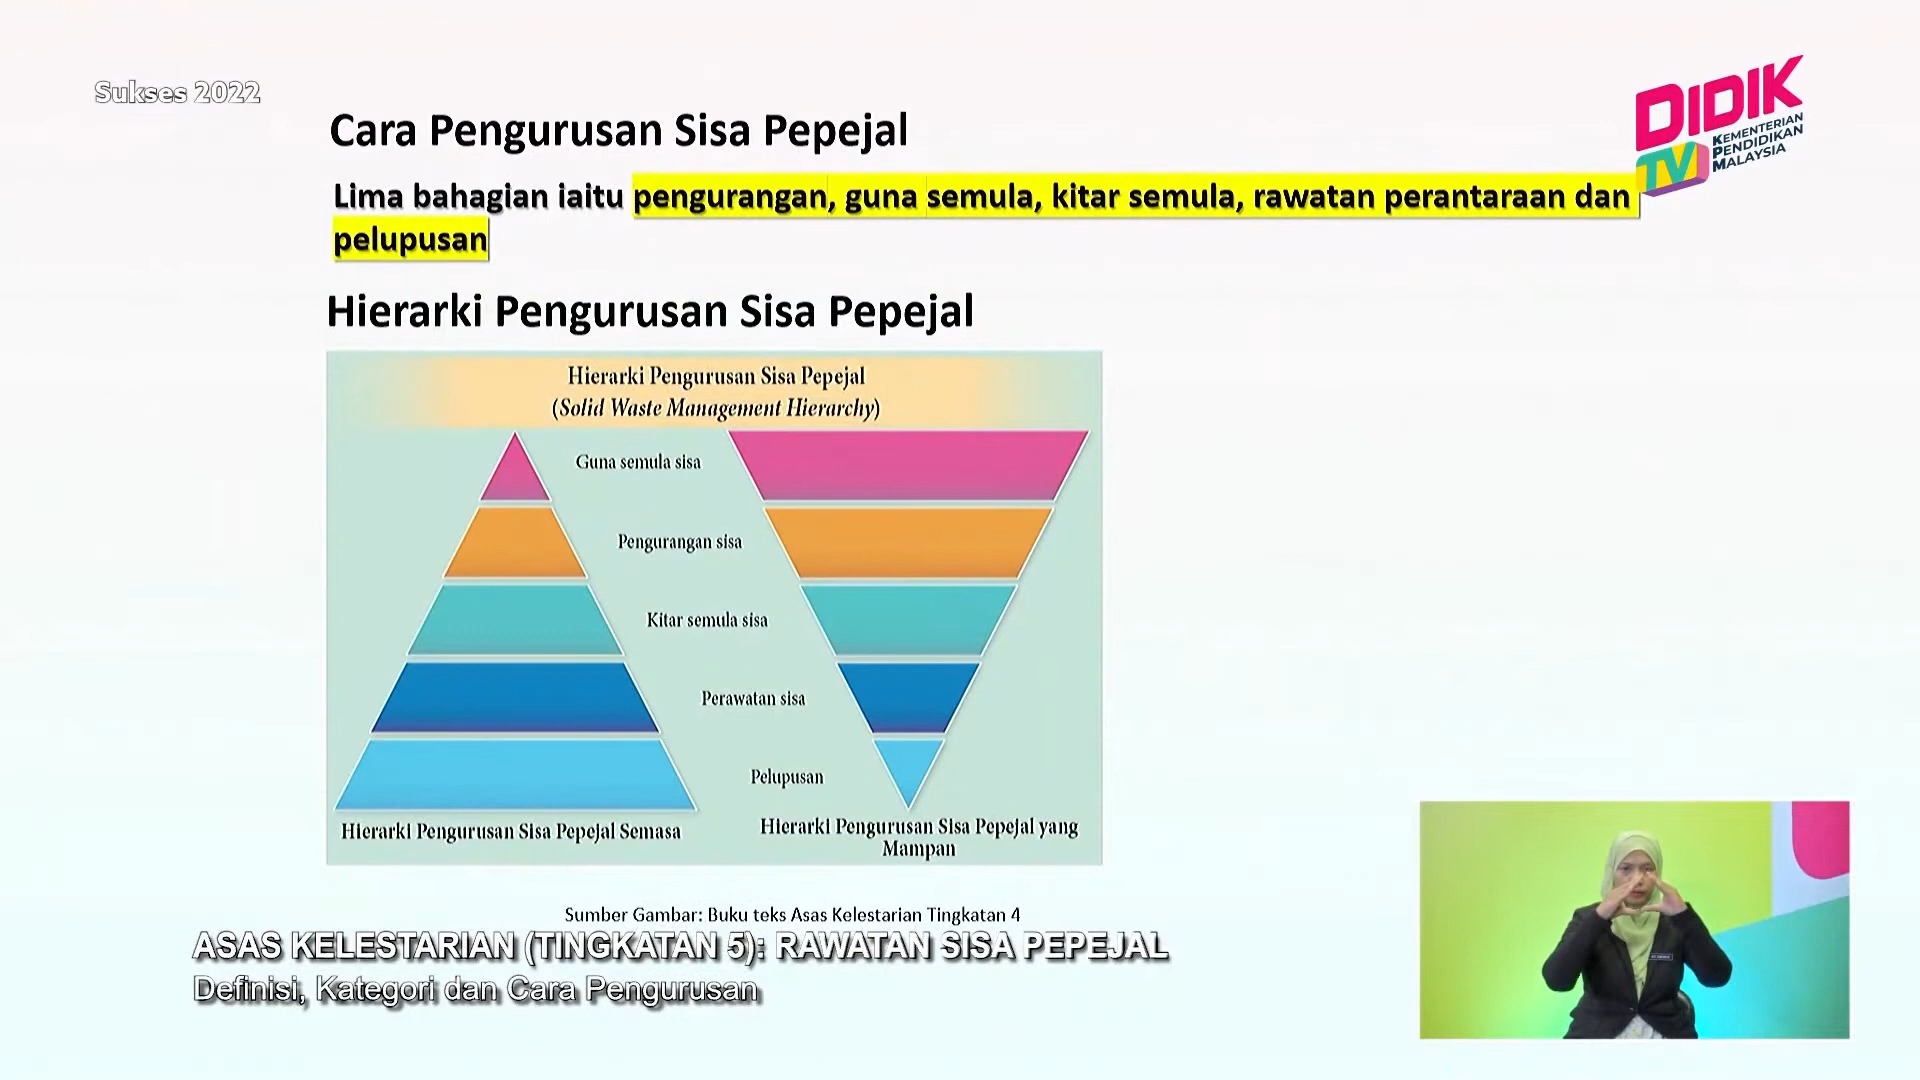 Sukses 2022
DIDIK
TV
KEMENTERIAN
PENDIDIKAN
MALAYSIA
Cara Pengurusan Sisa Pepejal
Lima bahagian iaitu pengurangan, guna semula, kitar semula, rawatan perantaraan dan
pelupusan
Hierarki Pengurusan Sisa Pepejal
Hierarki Pengurusan Sisa Pepejal
(Solid Waste Management Hierarchy)
Guna semula sisa
Pengurangan sisa
Kitar semula sisa
Perawatan sisa
Pelupusan
Hierarki Pengurusan Sisa Pepejal Semasa
Hierarki Pengurusan Sisa Pepejal yang
Mampan
Sumber Gambar: Buku teks Asas Kelestarian Tingkatan 4
ASAS KELESTARIAN (TINGKATAN 5): RAWATAN SISA PEPEJAL
Definisi, Kategori dan Cara Pengurusan